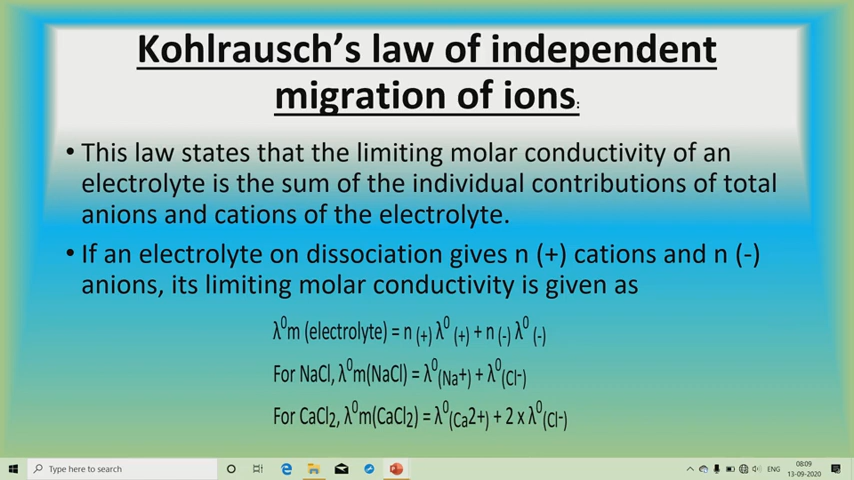 Kohlrausch's law of independent
migration of ions:
• This law states that the limiting molar conductivity of an
electrolyte is the sum of the individual contributions of total
anions and cations of the electrolyte.
• If an electrolyte on dissociation gives n (+) cations and n (-)
anions, its limiting molar conductivity is given as
λ⁰m (electrolyte) = n (+) λ⁰ (+) + n (-) λ⁰ (-)
For NaCl, λ⁰m(NaCl) = λ⁰(Na+) + λ⁰(Cl-)
For CaCl₂, λ⁰m(CaCl2) = λ⁰(Ca2+) + 2 x λ⁰(Cl-)
Type here to search
ENG
08:09
13-09-2020